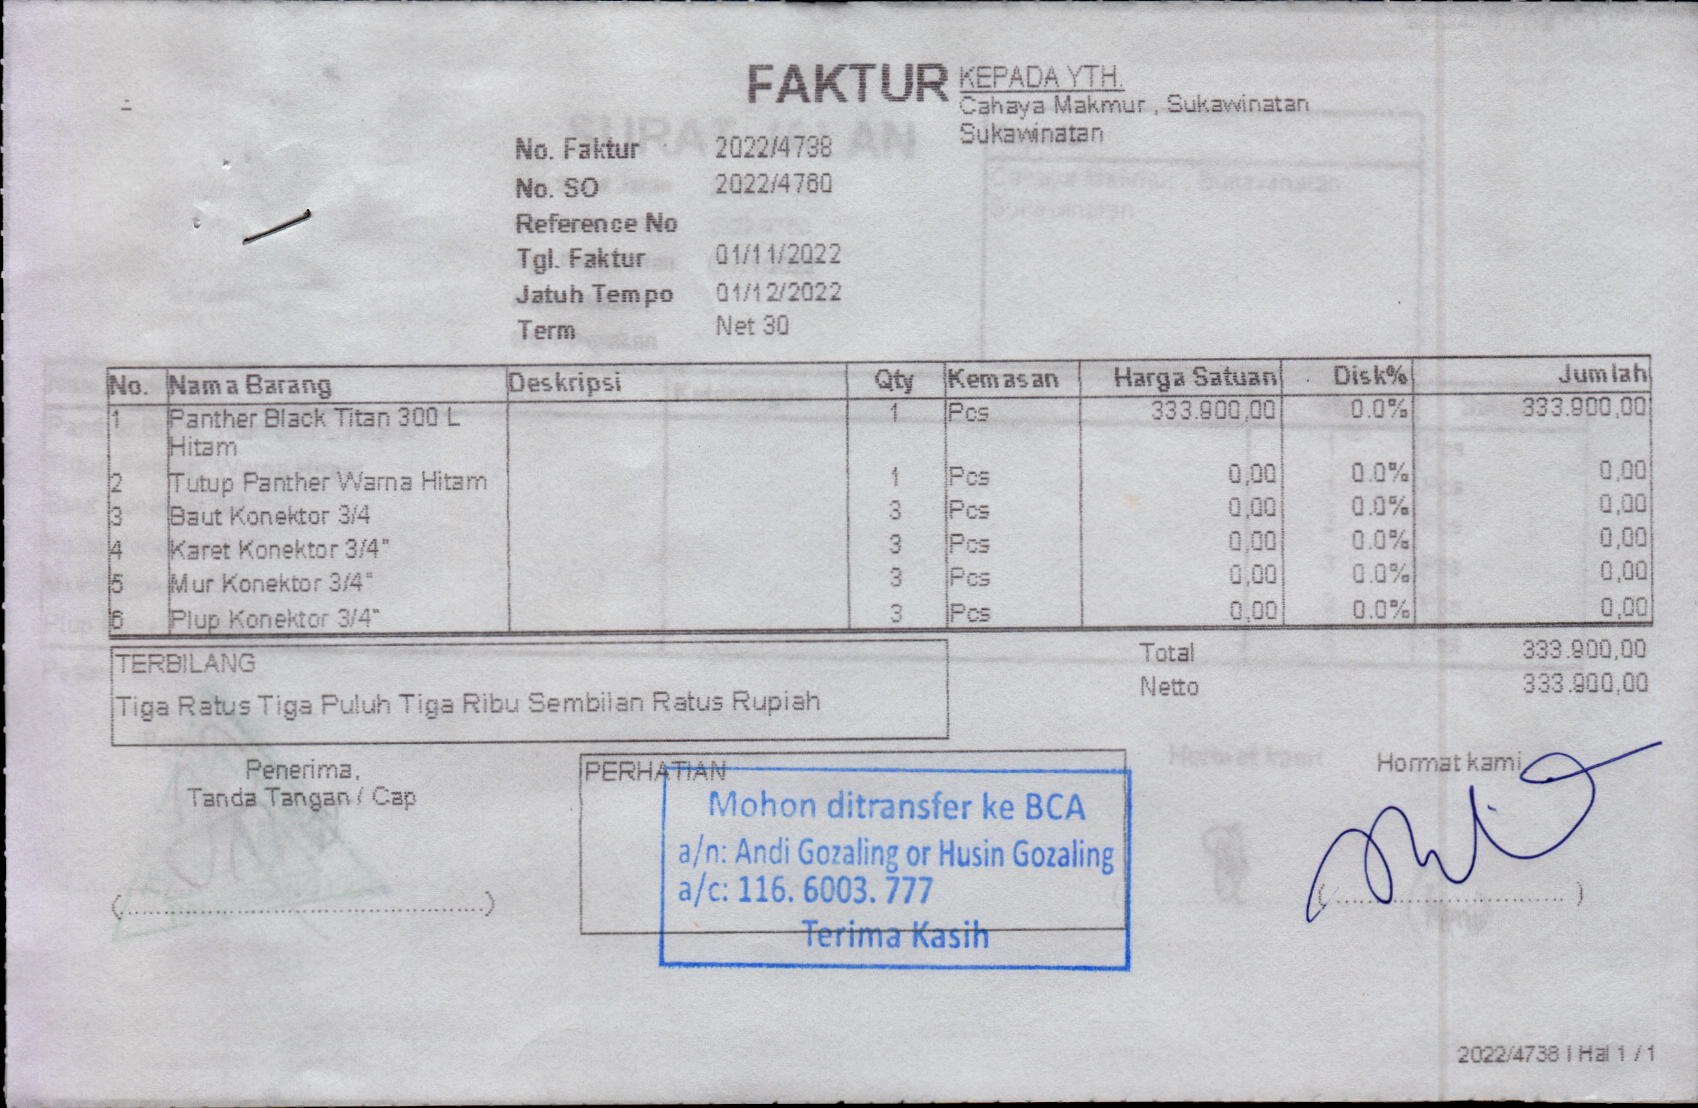 FAKTUR
KEPADA YTH.
Cahaya Makmur , Sukawinatan
Sukawinatan
No. Faktur 2022/4738
No. SO 2022/4780
Reference No
Tgl. Faktur 01/11/2022
Jatuh Tempo 01/12/2022
Term Net 30
No. Nama Barang Deskripsi Qty Kemasan Harga Satuan Disk% Jumlah
1 Panther Black Titan 300 L 1 Pcs 333.900,00 0.0% 333.900,00
Hitam
2 Tutup Panther Warna Hitam 1 Pcs 0,00 0.0% 0,00
3 Baut Konektor 3/4 3 Pcs 0,00 0.0% 0,00
4 Karet Konektor 3/4" 3 Pcs 0,00 0.0% 0,00
5 Mur Konektor 3/4" 3 Pcs 0,00 0.0% 0,00
6 Plup Konektor 3/4" 3 Pcs 0,00 0.0% 0,00
Total 333.900,00
Netto 333.900,00
TERBILANG
Tiga Ratus Tiga Puluh Tiga Ribu Sembilan Ratus Rupiah
Penerima,
Tanda Tangan / Cap
PERHATIAN
Mohon ditransfer ke BCA
a/n: Andi Gozaling or Husin Gozaling
a/c: 116. 6003. 777
Terima Kasih
Hormat kami
2022/4738 | Hal 1 / 1